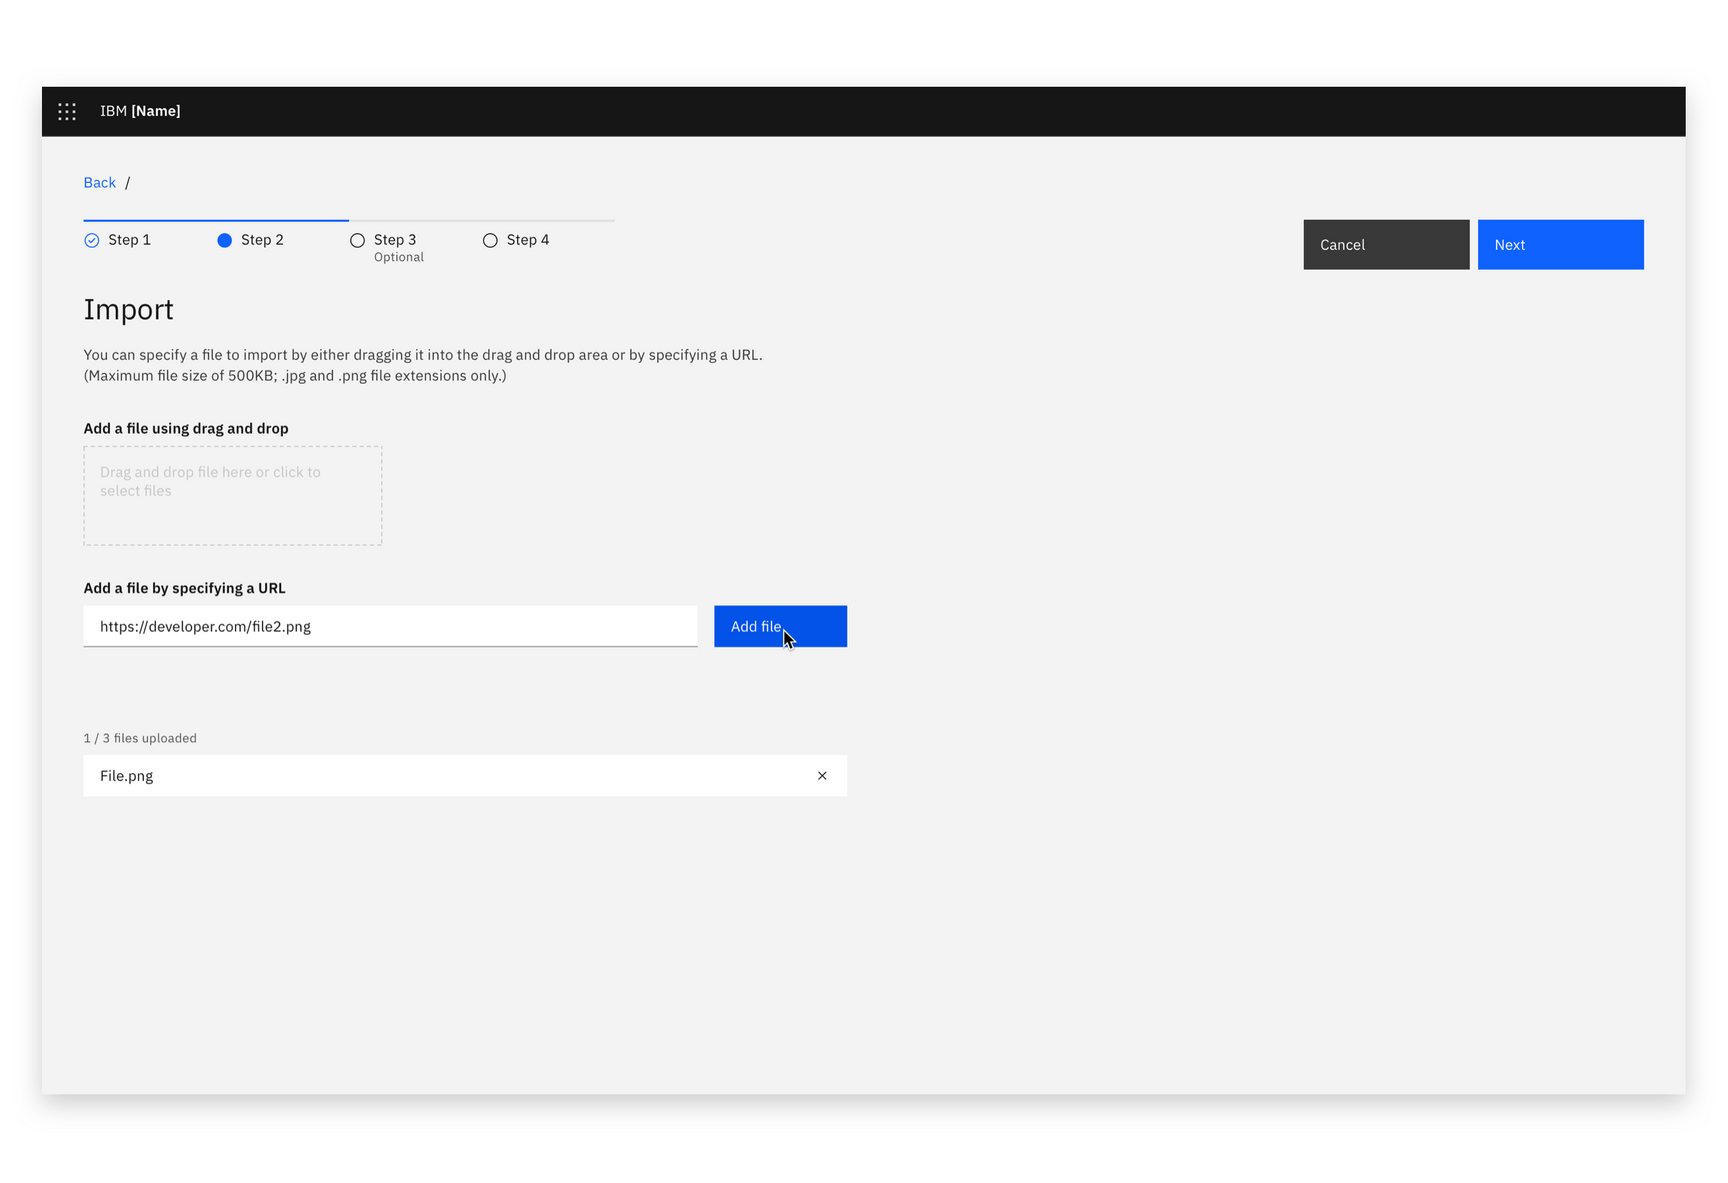 IBM [Name]
Back /
Step 1
Step 2
Step 3
Optional
Step 4
Cancel
Next
Import
You can specify a file to import by either dragging it into the drag and drop area or by specifying a URL.
(Maximum file size of 500KB; .jpg and .png file extensions only.)
Add a file using drag and drop
Drag and drop file here or click to
select files
Add a file by specifying a URL
https://developer.com/file2.png
Add file
1 / 3 files uploaded
File.png